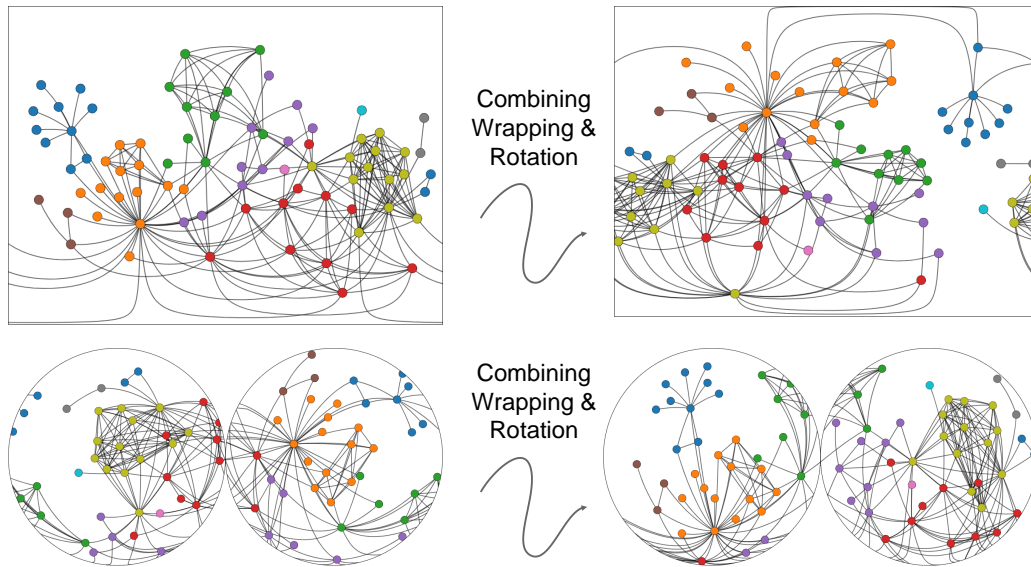 Combining
Wrapping &
Rotation
Combining
Wrapping &
Rotation